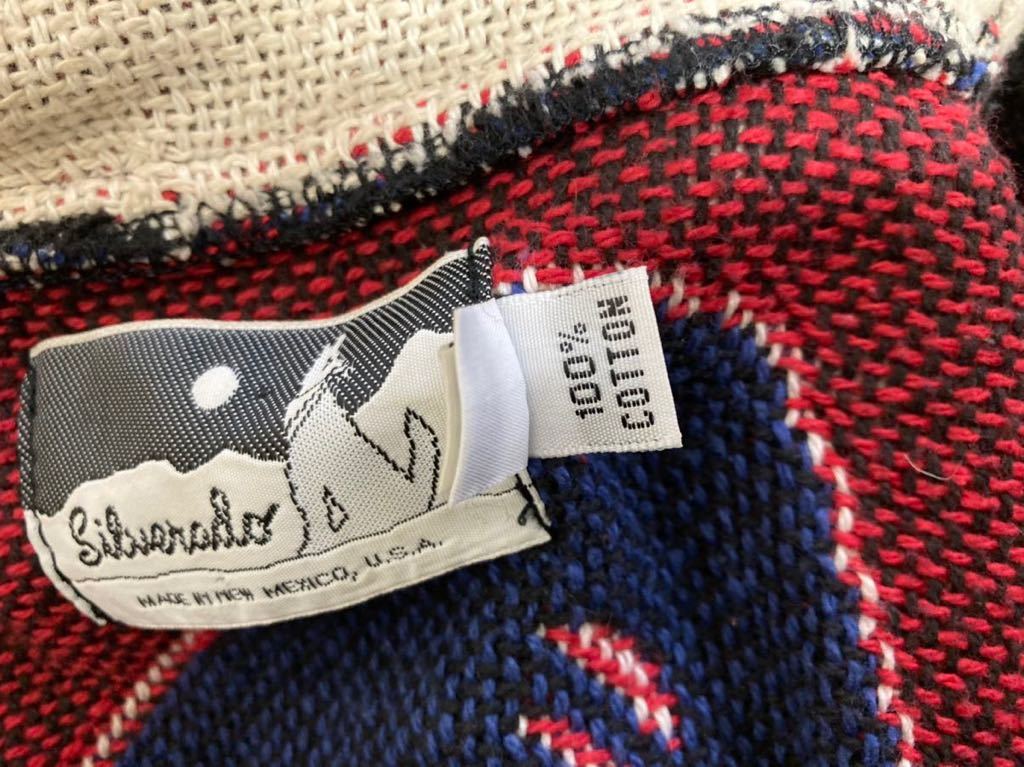 Silverado
MADE IN NEW MEXICO, U.S.A.
100%
COTTON